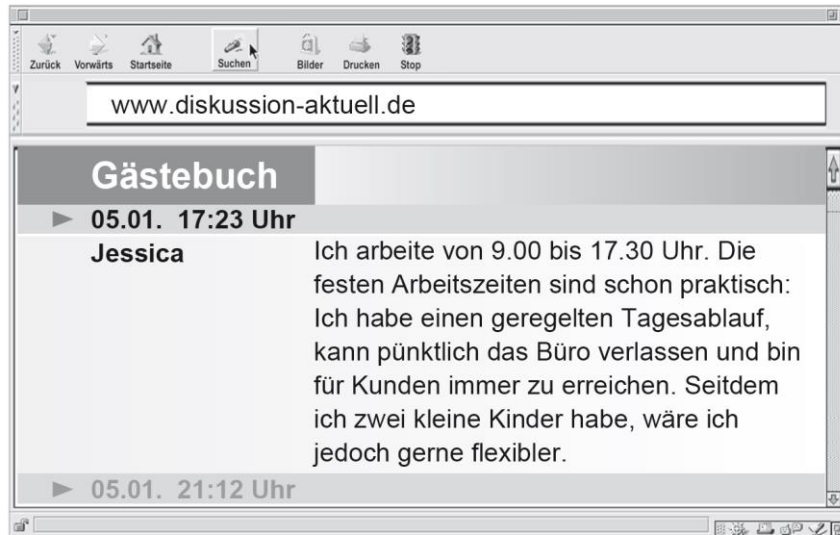 Zurück Vorwärts Startseite Suchen Bilder Drucken Stop
www.diskussion-aktuell.de
Gästebuch
05.01. 17:23 Uhr
Jessica Ich arbeite von 9.00 bis 17.30 Uhr. Die
festen Arbeitszeiten sind schon praktisch:
Ich habe einen geregelten Tagesablauf,
kann pünktlich das Büro verlassen und bin
für Kunden immer zu erreichen. Seitdem
ich zwei kleine Kinder habe, wäre ich
jedoch gerne flexibler.
05.01. 21:12 Uhr